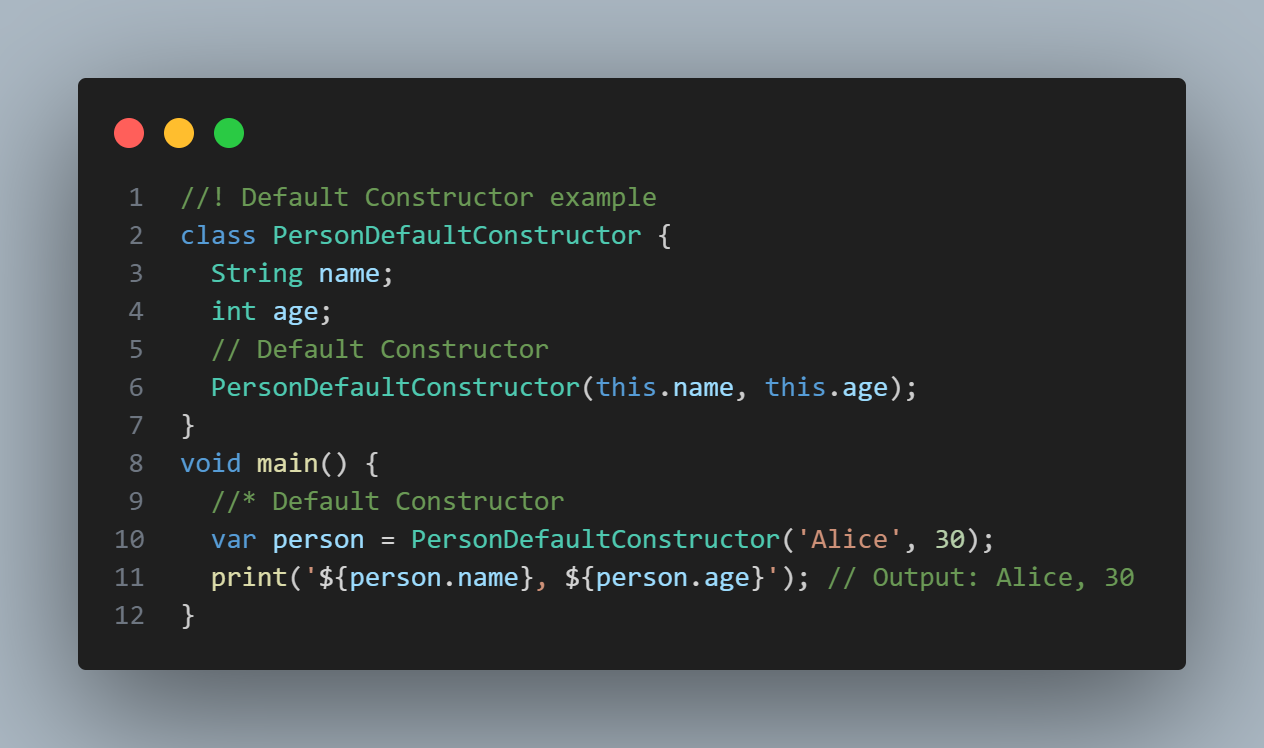 1 //! Default Constructor example
2 class PersonDefaultConstructor {
3   String name;
4   int age;
5   // Default Constructor
6   PersonDefaultConstructor(this.name, this.age);
7 }
8 void main() {
9   //* Default Constructor
10   var person = PersonDefaultConstructor('Alice', 30);
11   print('${person.name}, ${person.age}'); // Output: Alice, 30
12 }